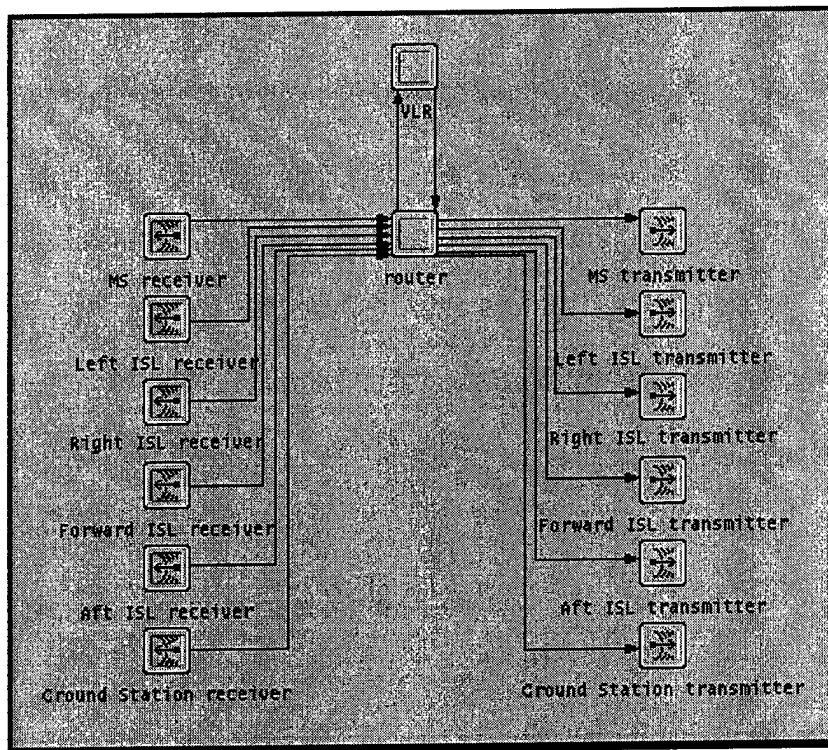 VLR
MS receiver
router
MS transmitter
Left ISL receiver
Left ISL transmitter
Right ISL receiver
Right ISL transmitter
Forward ISL receiver
Forward ISL transmitter
Aft ISL receiver
Aft ISL transmitter
Ground Station receiver
Ground Station transmitter